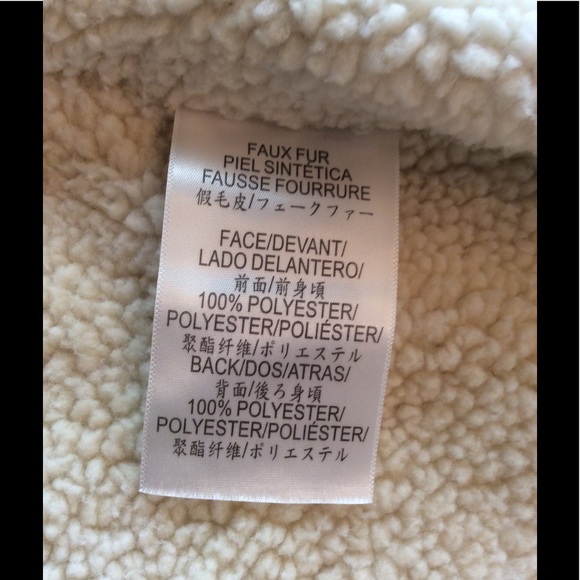 FAUX FUR
PIEL SINTÉTICA
FAUSSE FOURRURE
假毛皮/フェークファー
FACE/DEVANT/
LADO DELANTERO/
前面/前身頃
100% POLYESTER/
POLYESTER/POLIÉSTER/
聚酯纤维/ポリエステル
BACK/DOS/ATRAS/
背面/後ろ身頃
100% POLYESTER/
POLYESTER/POLIÉSTER/
聚酯纤维/ポリエステル